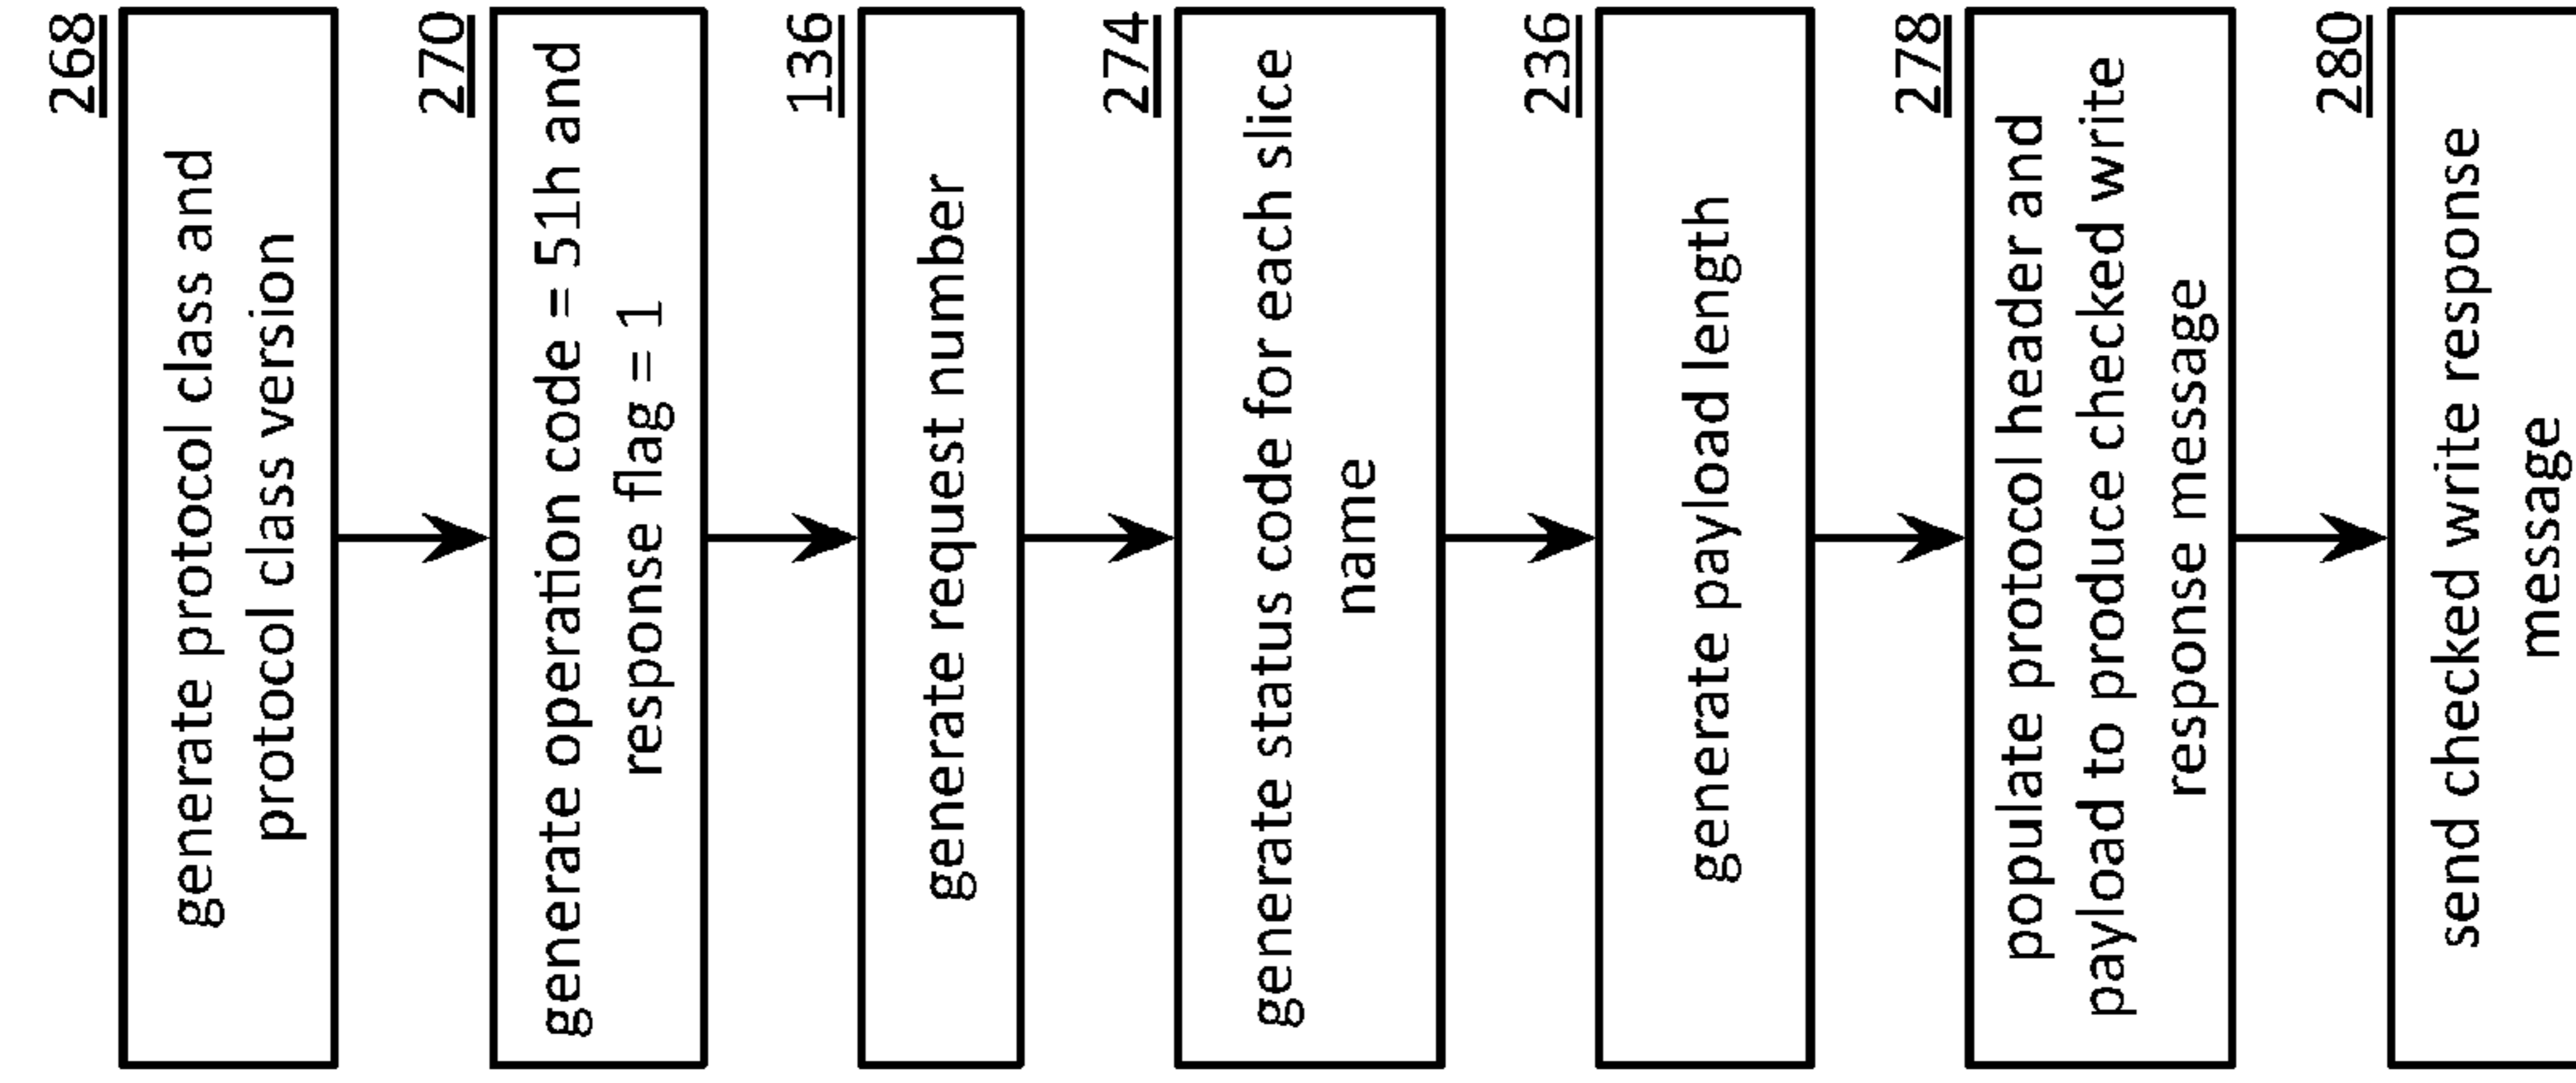 268
generate protocol class and
protocol class version
270
generate operation code = 51h and
response flag = 1
136
generate request number
274
generate status code for each slice
name
236
generate payload length
278
populate protocol header and
payload to produce checked write
response message
280
send checked write response
message